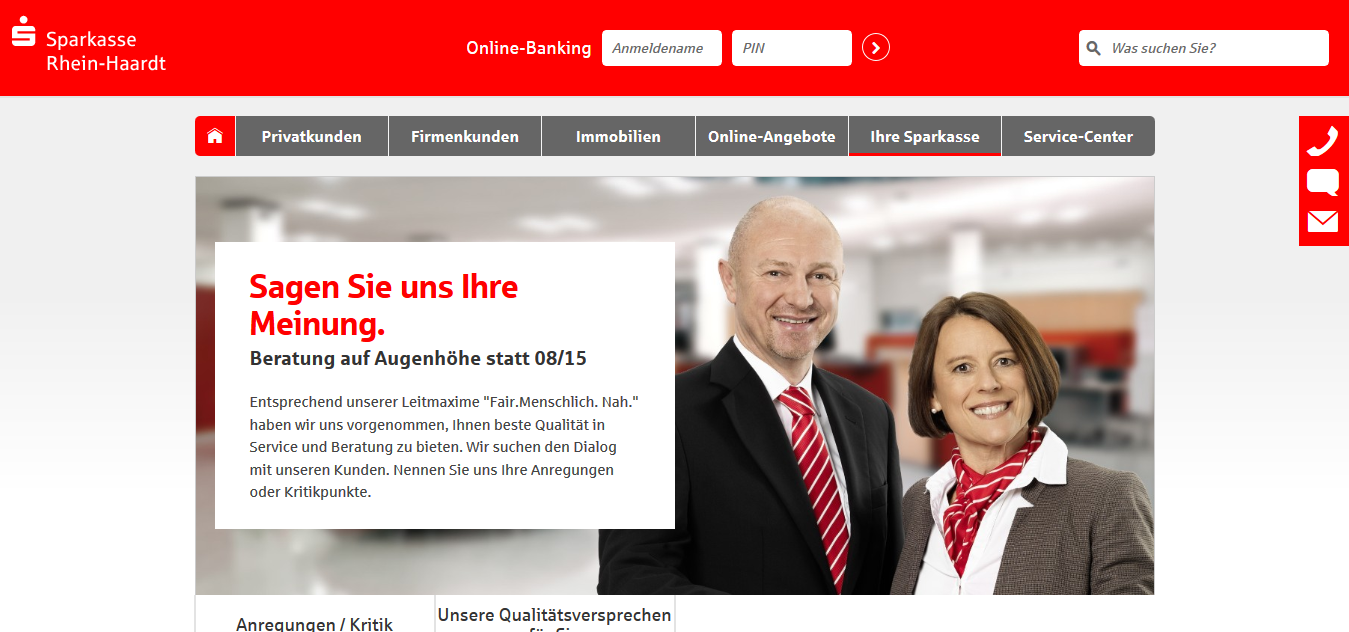 Sparkasse
Rhein-Haardt
Online-Banking Anmeldename PIN Was suchen Sie?
Privatkunden Firmenkunden Immobilien Online-Angebote Ihre Sparkasse Service-Center
Sagen Sie uns Ihre
Meinung.
Beratung auf Augenhöhe statt 08/15
Entsprechend unserer Leitmaxime "Fair.Menschlich. Nah."
haben wir uns vorgenommen, Ihnen beste Qualität in
Service und Beratung zu bieten. Wir suchen den Dialog
mit unseren Kunden. Nennen Sie uns Ihre Anregungen
oder Kritikpunkte.
Anregungen / Kritik
Unsere Qualitätsversprechen